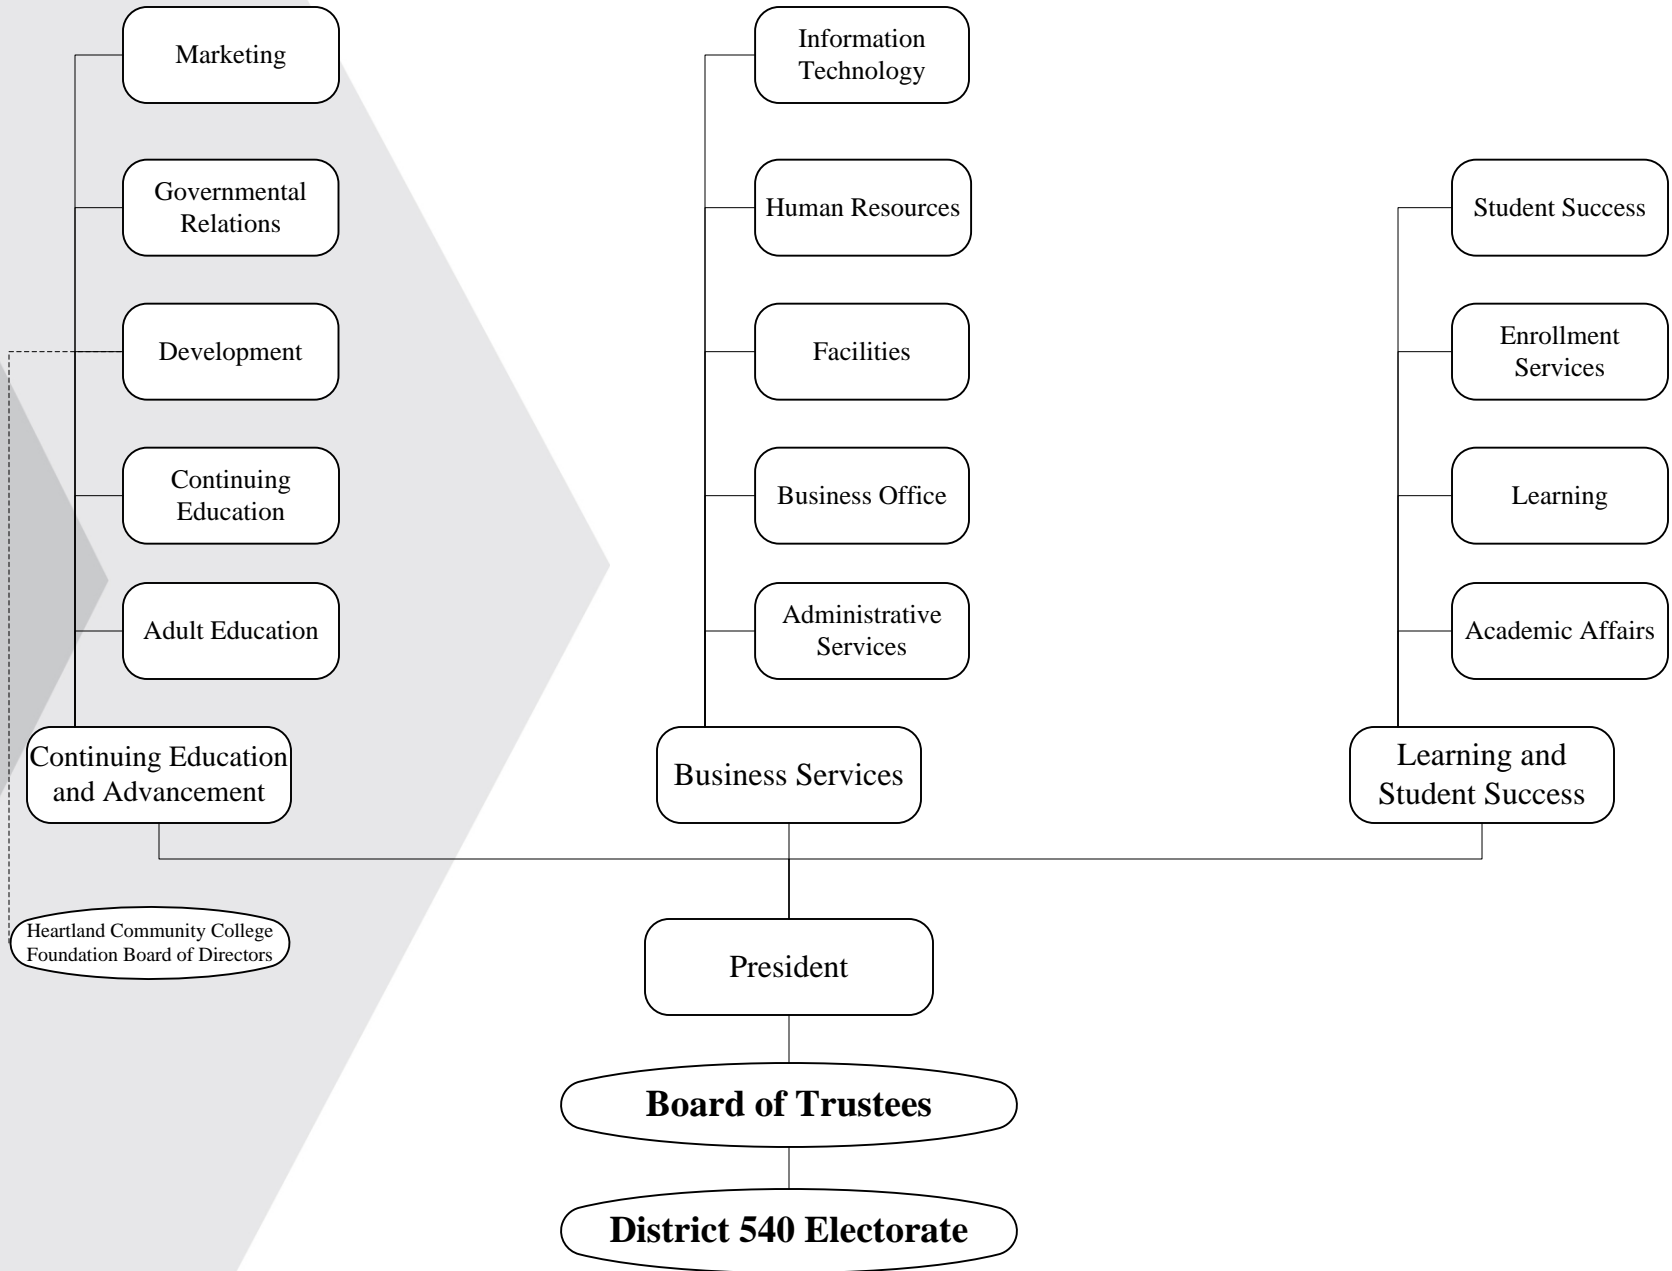 Marketing
Information
Technology
Governmental
Relations
Human Resources
Student Success
Development
Facilities
Enrollment
Services
Continuing
Education
Business Office
Learning
Adult Education
Administrative
Services
Academic Affairs
Continuing Education
and Advancement
Business Services
Learning and
Student Success
Heartland Community College
Foundation Board of Directors
President
Board of Trustees
District 540 Electorate